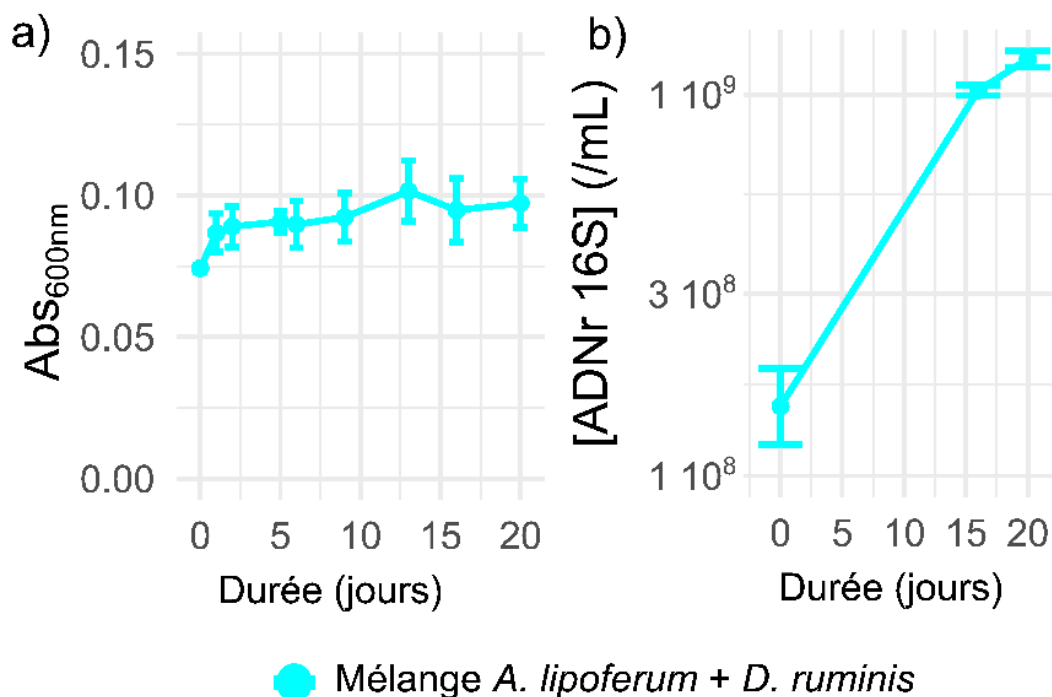 a)
Abs600nm
0.15
0.10
0.05
0.00
0 5 10 15 20
Durée (jours)
b)
[ADNr 16S] (/mL)
1 10⁹
3 10⁸
1 10⁸
0 5 10 15 20
Durée (jours)
Mélange A. lipoferum + D. ruminis